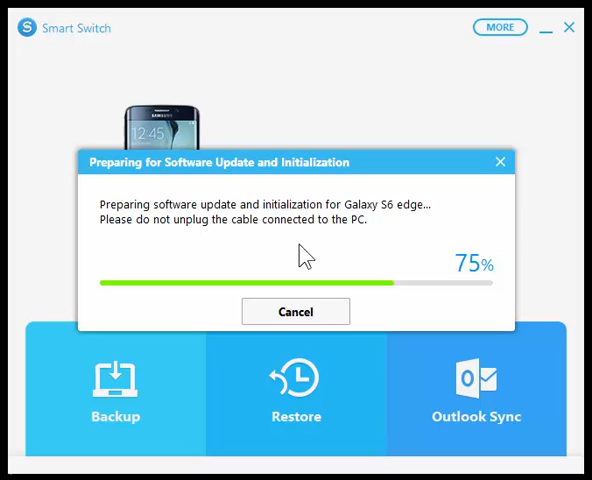 S Smart Switch
MORE
SAMSUNG
12:45
Preparing for Software Update and Initialization
Preparing software update and initialization for Galaxy S6 edge...
Please do not unplug the cable connected to the PC.
75%
Cancel
Backup
Restore
Outlook Sync